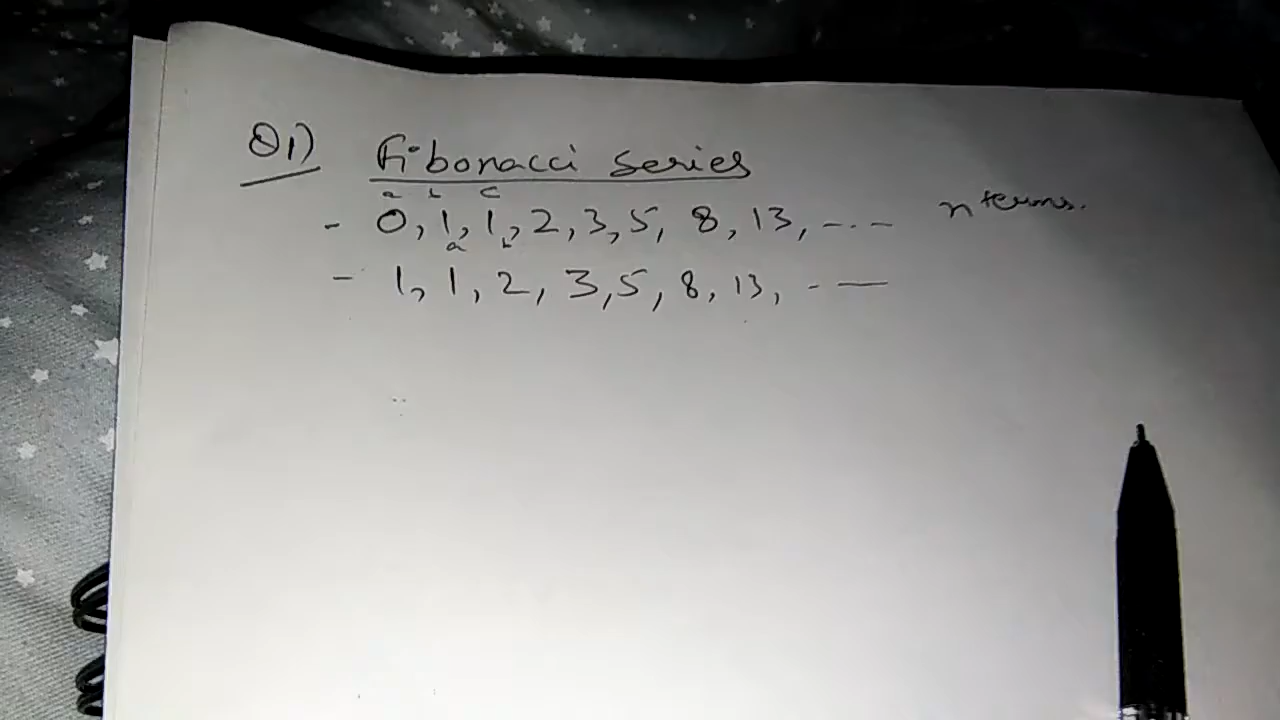 Q1) Fibonacci series
a b c
- 0, 1, 1, 2, 3, 5, 8, 13, -.-- n terms.
a b
- 1, 1, 2, 3, 5, 8, 13, - —